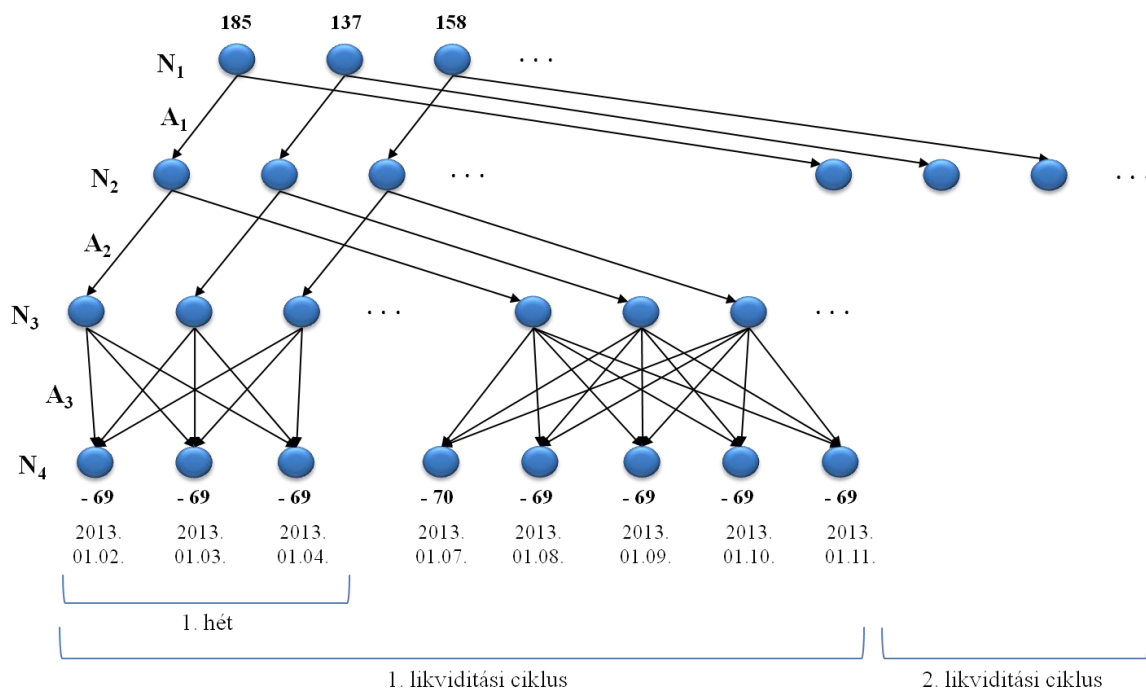 185 137 158
N1 . . .
A1
N2 . . . . . .
A2
N3 . . . . . .
A3
N4
- 69 - 69 - 69 - 70 - 69 - 69 - 69 - 69
2013. 2013. 2013. 2013. 2013. 2013. 2013. 2013.
01.02. 01.03. 01.04. 01.07. 01.08. 01.09. 01.10. 01.11.
1. hét
1. likviditási ciklus 2. likviditási ciklus